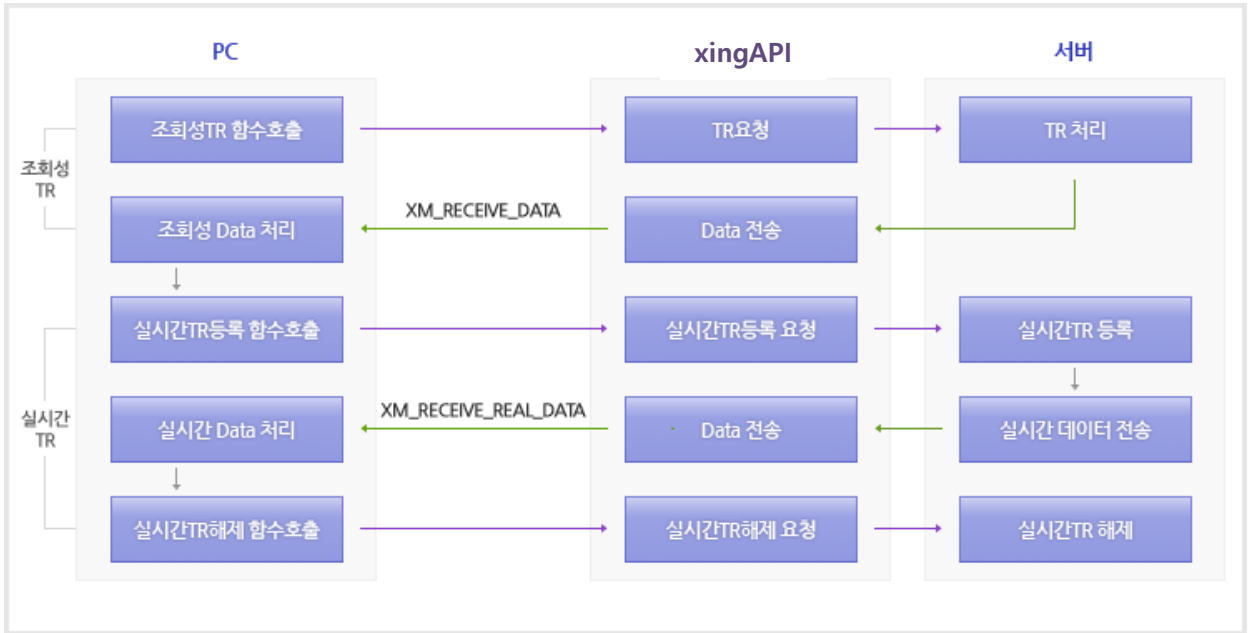 PC
xingAPI
서버
조회성TR 함수호출
TR요청
TR 처리
조회성
TR
XM_RECEIVE_DATA
조회성 Data 처리
Data 전송
실시간TR등록 함수호출
실시간TR등록 요청
실시간TR 등록
실시간
TR
XM_RECEIVE_REAL_DATA
실시간 Data 처리
Data 전송
실시간 데이터 전송
실시간TR해제 함수호출
실시간TR해제 요청
실시간TR 해제